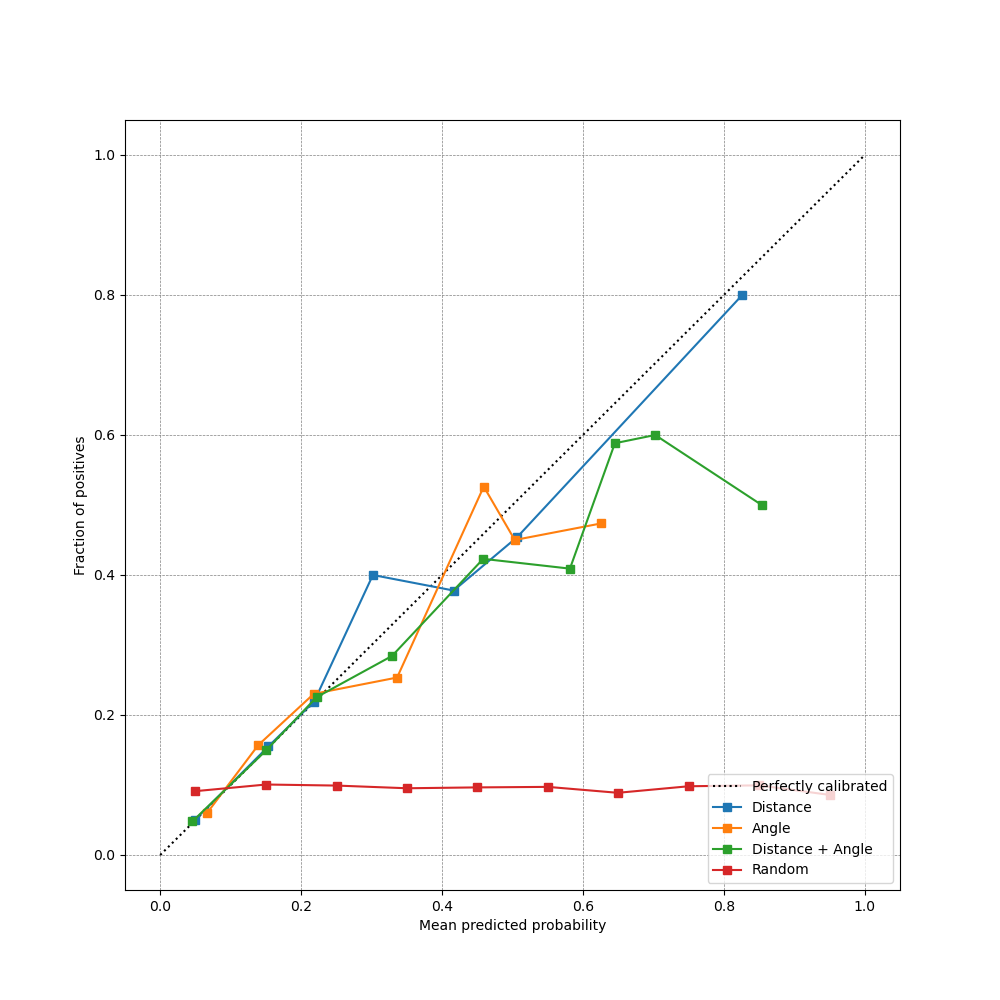 1.0
0.8
0.6
0.4
0.2
0.0
Fraction of positives
0.0 0.2 0.4 0.6 0.8 1.0
Mean predicted probability
Perfectly calibrated
Distance
Angle
Distance + Angle
Random